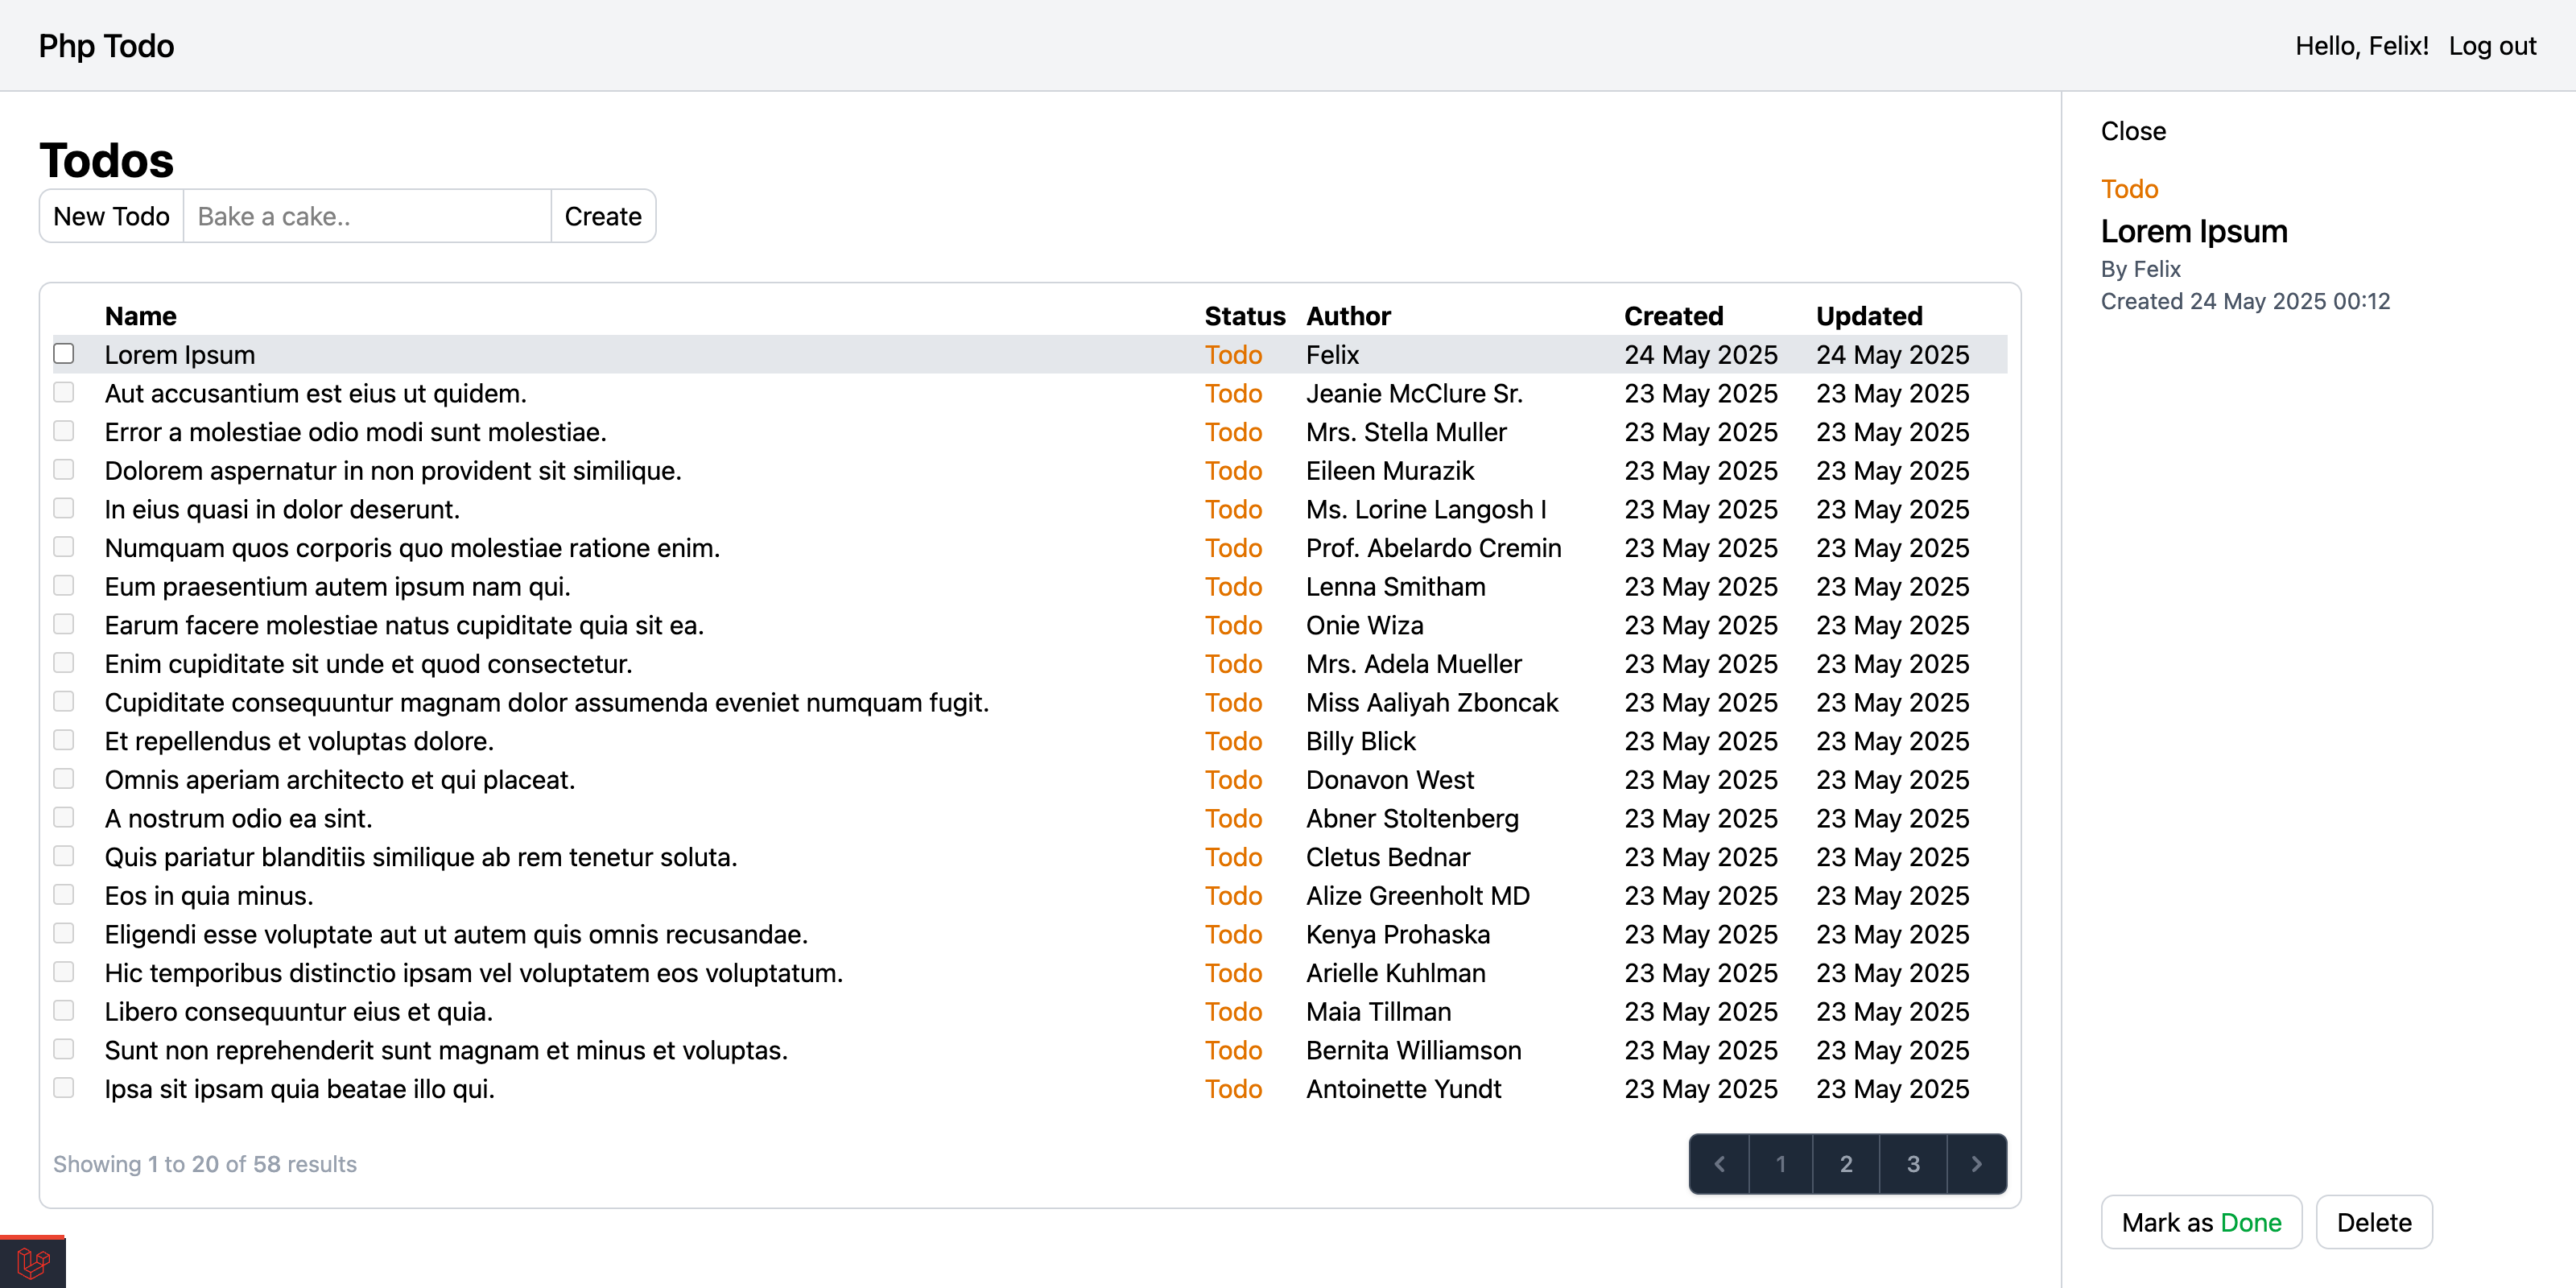 Php Todo
Hello, Felix! Log out
Todos
New Todo Bake a cake.. Create
Name Status Author Created Updated
Lorem Ipsum Todo Felix 24 May 2025 24 May 2025
Aut accusantium est eius ut quidem. Todo Jeanie McClure Sr. 23 May 2025 23 May 2025
Error a molestiae odio modi sunt molestiae. Todo Mrs. Stella Muller 23 May 2025 23 May 2025
Dolorem aspernatur in non provident sit similique. Todo Eileen Murazik 23 May 2025 23 May 2025
In eius quasi in dolor deserunt. Todo Ms. Lorine Langosh I 23 May 2025 23 May 2025
Numquam quos corporis quo molestiae ratione enim. Todo Prof. Abelardo Cremin 23 May 2025 23 May 2025
Eum praesentium autem ipsum nam qui. Todo Lenna Smitham 23 May 2025 23 May 2025
Earum facere molestiae natus cupiditate quia sit ea. Todo Onie Wiza 23 May 2025 23 May 2025
Enim cupiditate sit unde et quod consectetur. Todo Mrs. Adela Mueller 23 May 2025 23 May 2025
Cupiditate consequuntur magnam dolor assumenda eveniet numquam fugit. Todo Miss Aaliyah Zboncak 23 May 2025 23 May 2025
Et repellendus et voluptas dolore. Todo Billy Blick 23 May 2025 23 May 2025
Omnis aperiam architecto et qui placeat. Todo Donavon West 23 May 2025 23 May 2025
A nostrum odio ea sint. Todo Abner Stoltenberg 23 May 2025 23 May 2025
Quis pariatur blanditiis similique ab rem tenetur soluta. Todo Cletus Bednar 23 May 2025 23 May 2025
Eos in quia minus. Todo Alize Greenholt MD 23 May 2025 23 May 2025
Eligendi esse voluptate aut ut autem quis omnis recusandae. Todo Kenya Prohaska 23 May 2025 23 May 2025
Hic temporibus distinctio ipsam vel voluptatem eos voluptatum. Todo Arielle Kuhlman 23 May 2025 23 May 2025
Libero consequuntur eius et quia. Todo Maia Tillman 23 May 2025 23 May 2025
Sunt non reprehenderit sunt magnam et minus et voluptas. Todo Bernita Williamson 23 May 2025 23 May 2025
Ipsa sit ipsam quia beatae illo qui. Todo Antoinette Yundt 23 May 2025 23 May 2025
Showing 1 to 20 of 58 results
1 2 3
Close
Todo
Lorem Ipsum
By Felix
Created 24 May 2025 00:12
Mark as Done Delete